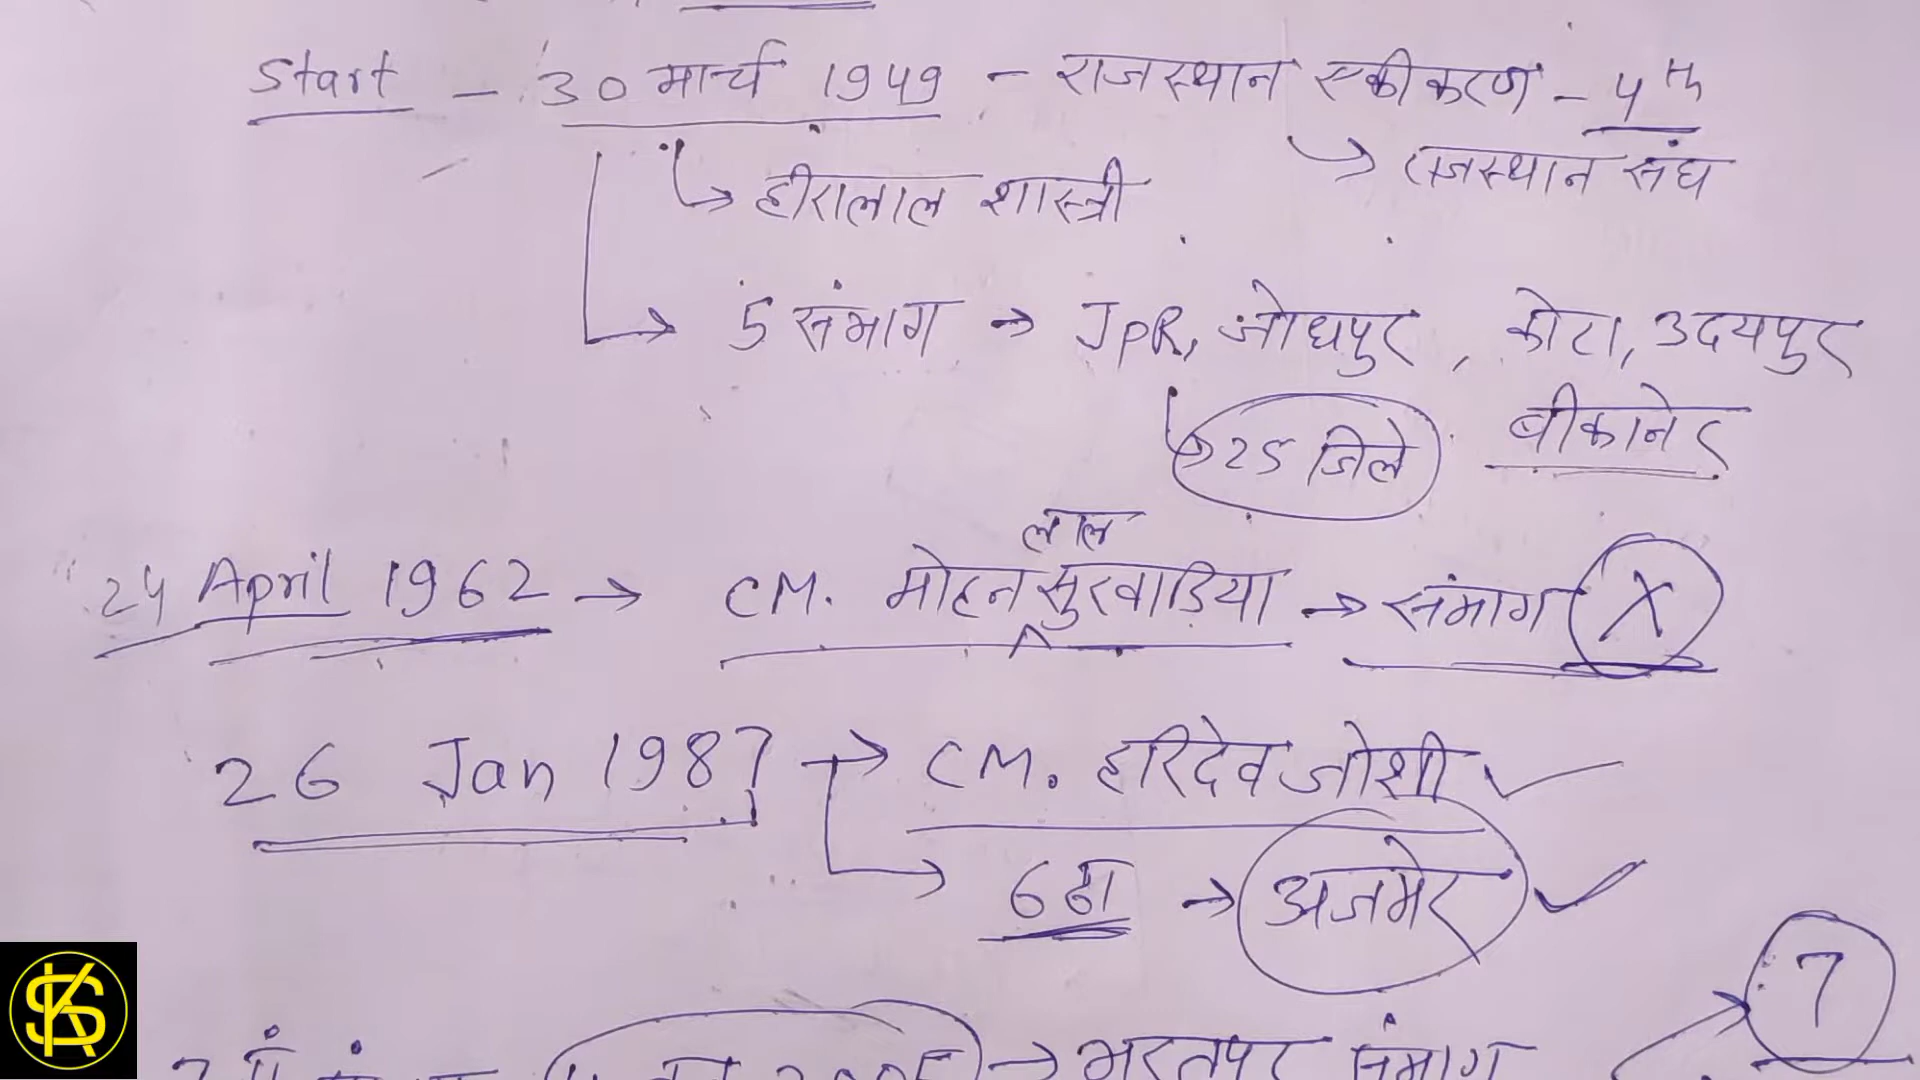 Start - 30 मार्च 1949 - राजस्थान एकीकरण - 4th
→ राजस्थान संघ
→ हीरालाल शास्त्री
→ 5 संभाग → JPR, जोधपुर, कोटा, उदयपुर
बीकानेर
→ 25 जिले
लाल
24 April 1962 → CM. मोहन ^ सुखाड़िया → संभाग X
26 Jan 1987 → CM. हरिदेव जोशी ✓
→ 6 ठा → अजमेर ✓
7
→ भरतपुर संभाग